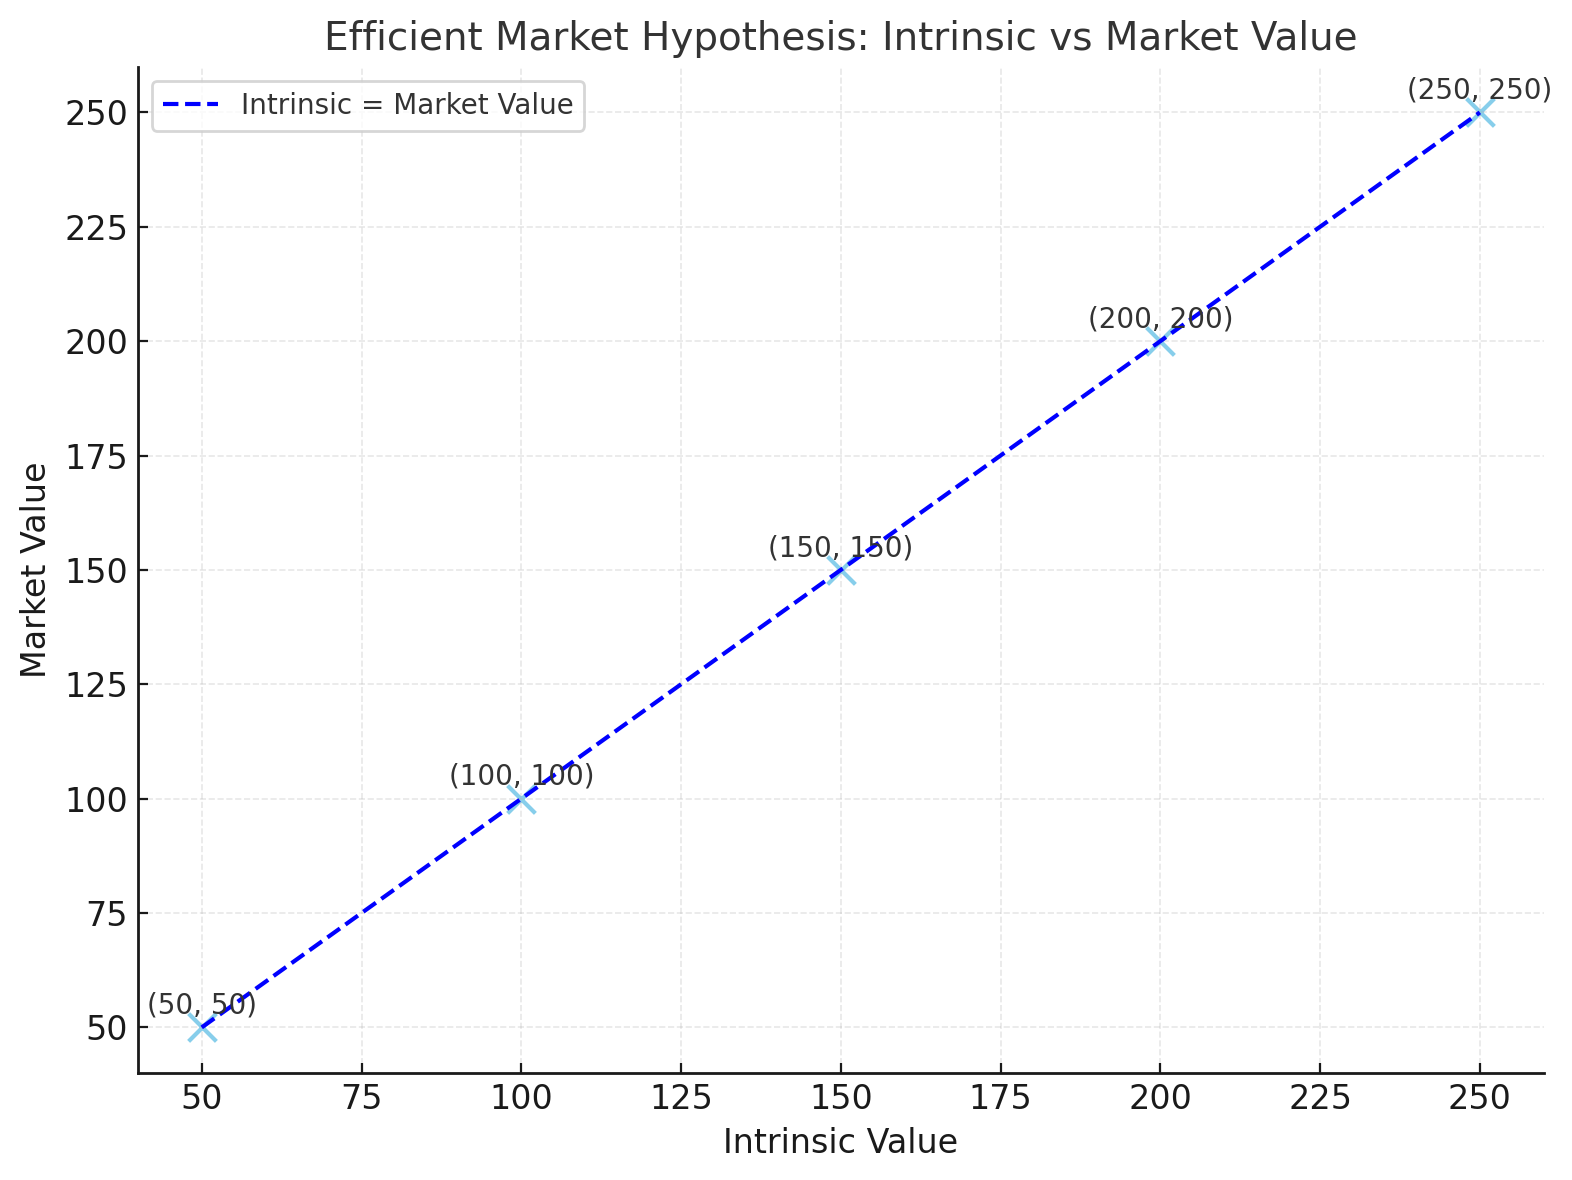 Efficient Market Hypothesis: Intrinsic vs Market Value
Intrinsic = Market Value
(250, 250)
(200, 200)
(150, 150)
(100, 100)
(50, 50)
Market Value
250
225
200
175
150
125
100
75
50
50 75 100 125 150 175 200 225 250
Intrinsic Value